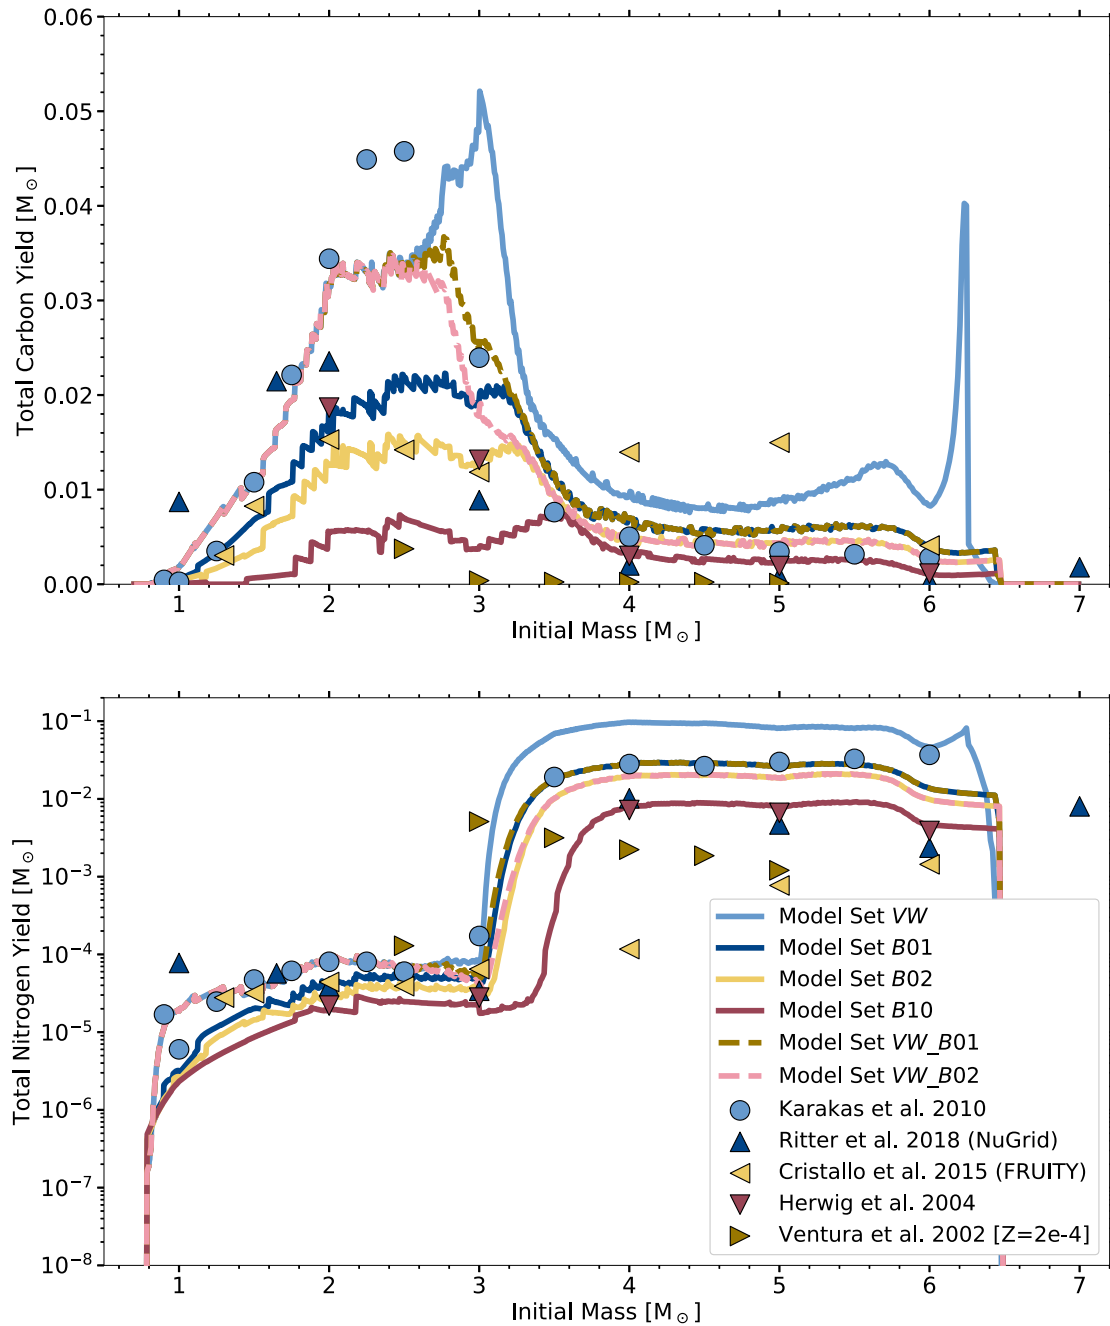 0.06
0.05
0.04
0.03
0.02
0.01
0.00
Total Carbon Yield [M⊙]
1 2 3 4 5 6 7
Initial Mass [M⊙]
10⁻¹
10⁻²
10⁻³
10⁻⁴
10⁻⁵
10⁻⁶
10⁻⁷
10⁻⁸
Total Nitrogen Yield [M⊙]
Model Set VW
Model Set B01
Model Set B02
Model Set B10
Model Set VW_B01
Model Set VW_B02
Karakas et al. 2010
Ritter et al. 2018 (NuGrid)
Cristallo et al. 2015 (FRUITY)
Herwig et al. 2004
Ventura et al. 2002 [Z=2e-4]
1 2 3 4 5 6 7
Initial Mass [M⊙]